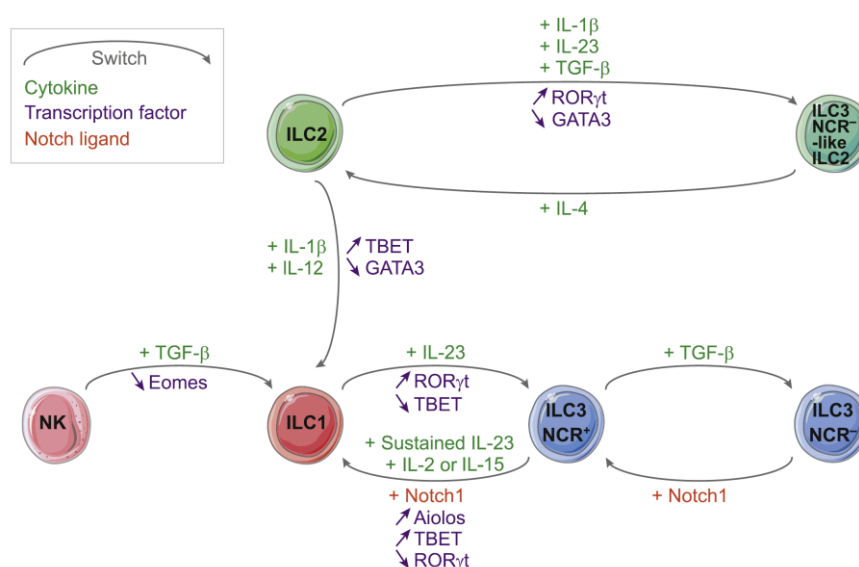 Switch
Cytokine
Transcription factor
Notch ligand
+ IL-1β
+ IL-23
+ TGF-β
↗ RORγt
↘ GATA3
ILC2
ILC3
NCR⁻
-like
ILC2
+ IL-4
+ IL-1β
+ IL-12
↗ TBET
↘ GATA3
+ TGF-β
↘ Eomes
+ IL-23
↗ RORγt
↘ TBET
+ TGF-β
NK
ILC1
ILC3
NCR⁺
ILC3
NCR⁻
+ Sustained IL-23
+ IL-2 or IL-15
+ Notch1
↗ Aiolos
↗ TBET
↘ RORγt
+ Notch1